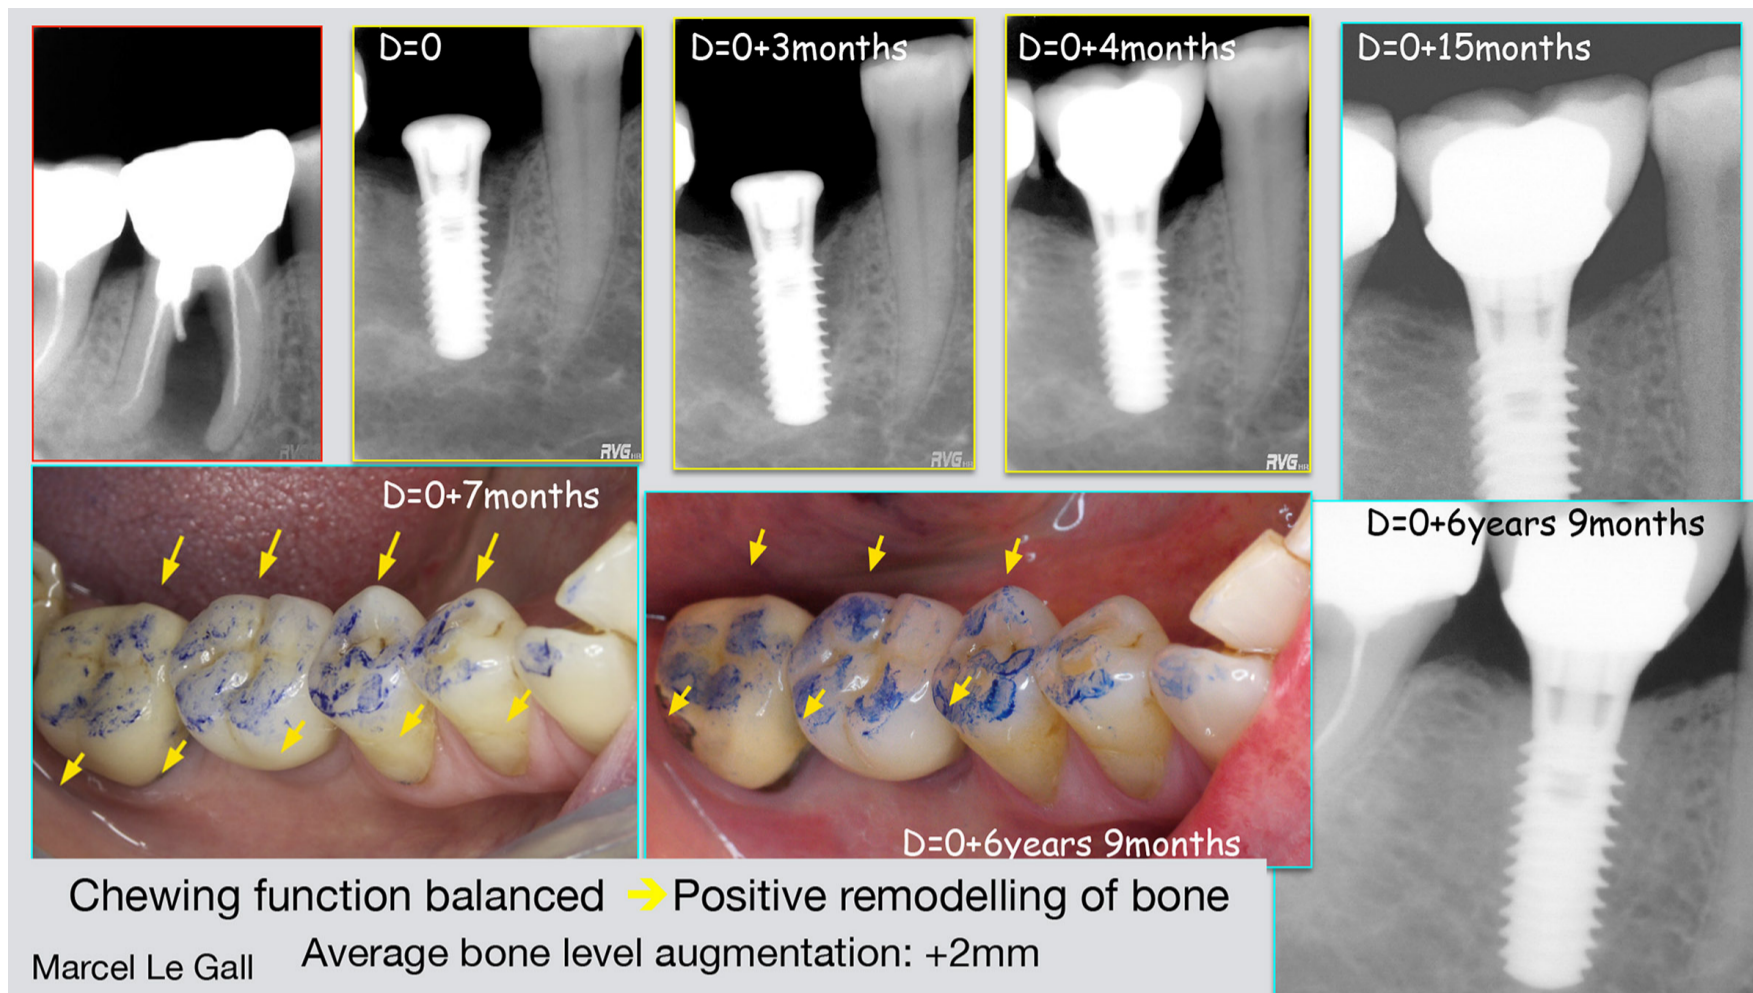 D=0
D=0+3months
D=0+4months
D=0+15months
RVG
RVG
RVG
RVG
D=0+7months
D=0+6years 9months
D=0+6years 9months
Chewing function balanced ➔ Positive remodelling of bone
Average bone level augmentation: +2mm
Marcel Le Gall